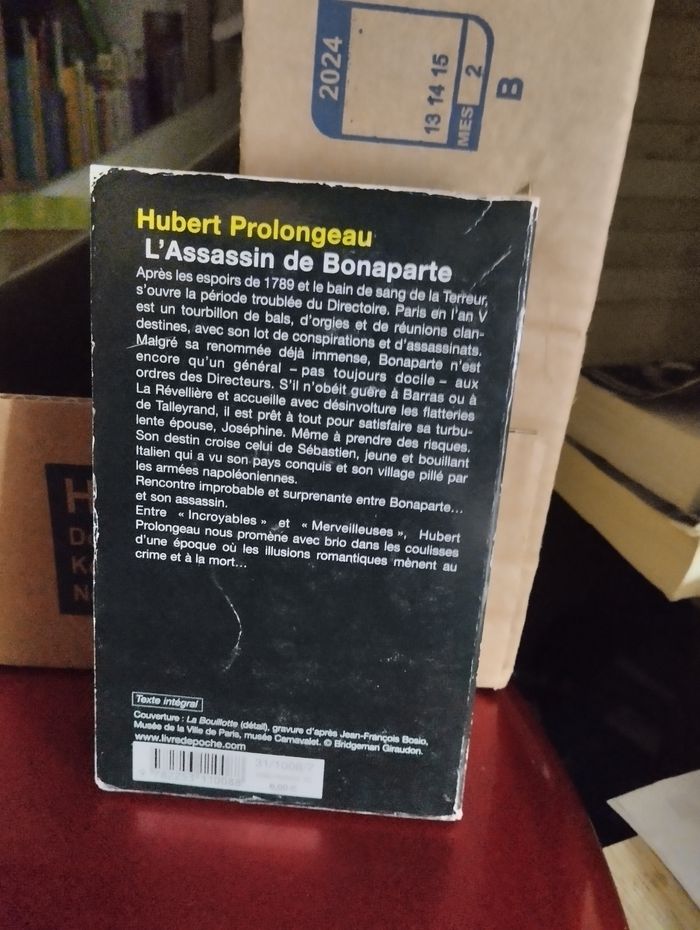 2024
13 14 15
MES
2
B
Hubert Prolongeau
L'Assassin de Bonaparte
Après les espoirs de 1789 et le bain de sang de la Terreur,
s'ouvre la période troublée du Directoire. Paris en l'an V
est un tourbillon de bals, d'orgies et de réunions clan-
destines, avec son lot de conspirations et d'assassinats.
Malgré sa renommée déjà immense, Bonaparte n'est
encore qu'un général – pas toujours docile – aux
ordres des Directeurs. S'il n'obéit guère à Barras ou à
La Révellière et accueille avec désinvolture les flatteries
de Talleyrand, il est prêt à tout pour satisfaire sa turbu-
lente épouse, Joséphine. Même à prendre des risques.
Son destin croise celui de Sébastien, jeune et bouillant
Italien qui a vu son pays conquis et son village pillé par
les armées napoléoniennes.
Rencontre improbable et surprenante entre Bonaparte...
et son assassin.
Entre « Incroyables » et « Merveilleuses », Hubert
Prolongeau nous promène avec brio dans les coulisses
d'une époque où les illusions romantiques mènent au
crime et à la mort...
Texte intégral
Couverture : La Bouillotte (détail), gravure d'après Jean-François Bosio,
Musée de la Ville de Paris, musée Carnavalet. © Bridgeman Giraudon.
www.livredepoche.com